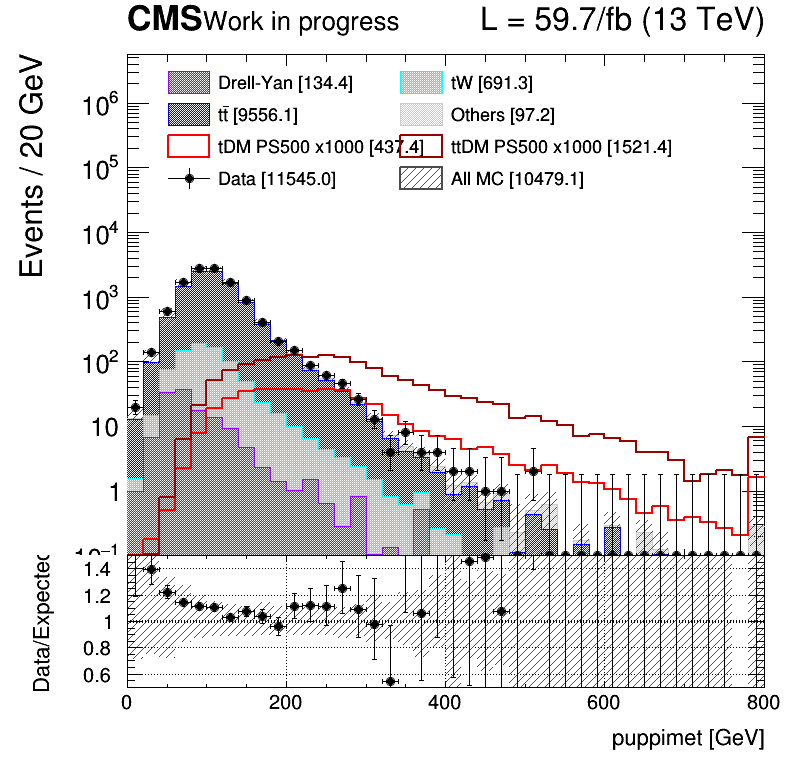 CMS Work in progress L = 59.7/fb (13 TeV)
Events / 20 GeV
Drell-Yan [134.4] tW [691.3]
tt̄ [9556.1] Others [97.2]
tDM PS500 x1000 [437.4] ttDM PS500 x1000 [1521.4]
Data [11545.0] All MC [10479.1]
10⁶
10⁵
10⁴
10³
10²
10
1
10⁻¹
Data/Expected
1.4
1.2
1
0.8
0.6
0 200 400 600 800
puppimet [GeV]